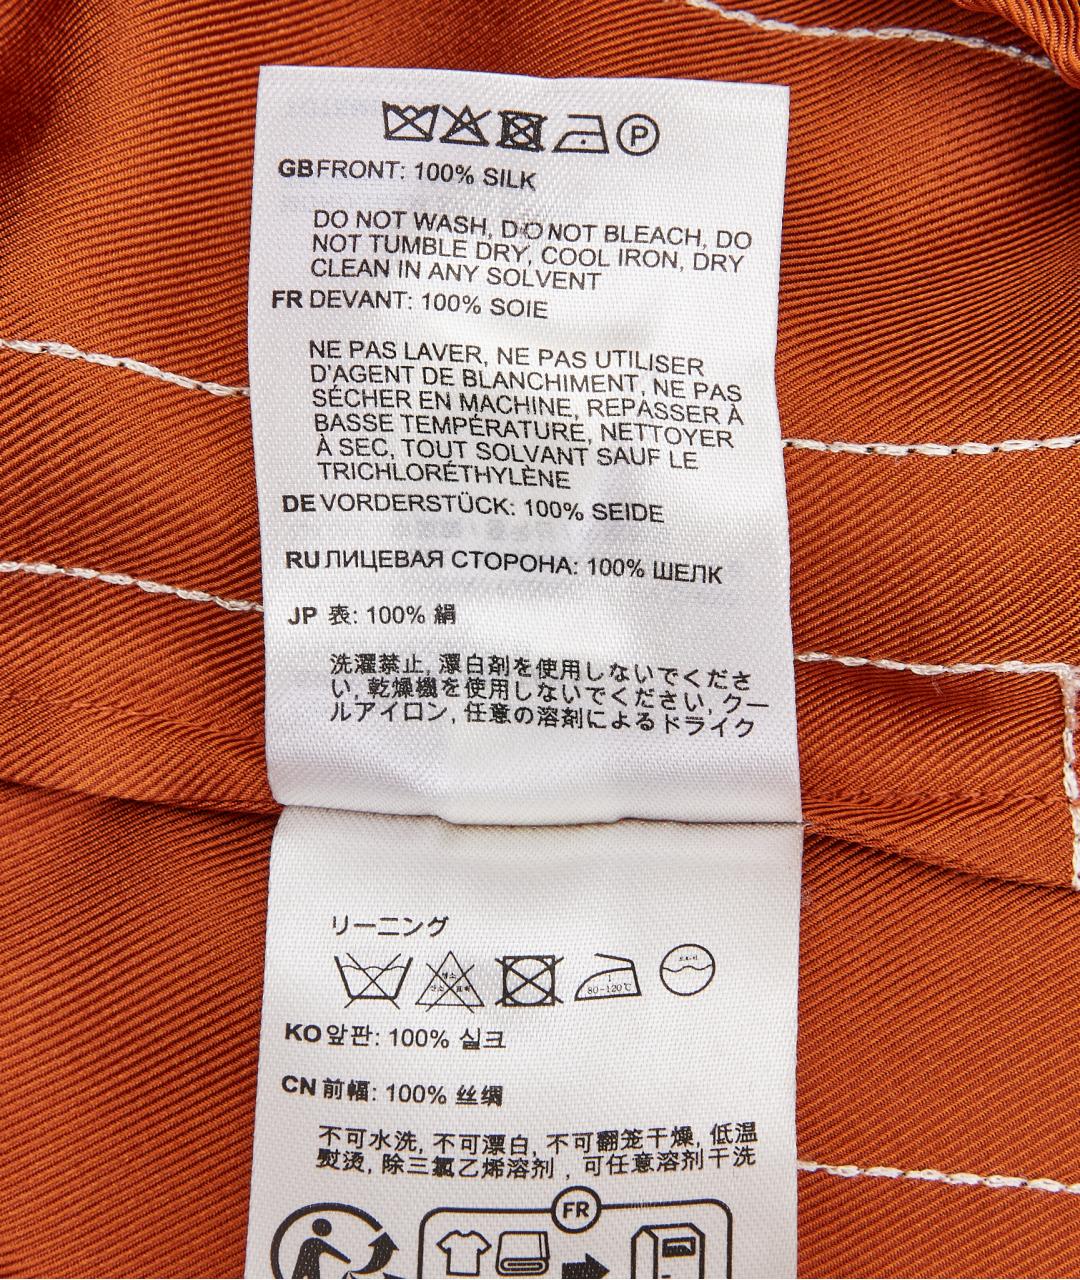 P
GB FRONT: 100% SILK
DO NOT WASH, DO NOT BLEACH, DO
NOT TUMBLE DRY, COOL IRON, DRY
CLEAN IN ANY SOLVENT
FR DEVANT: 100% SOIE
NE PAS LAVER, NE PAS UTILISER
D'AGENT DE BLANCHIMENT, NE PAS
SÉCHER EN MACHINE, REPASSER À
BASSE TEMPÉRATURE, NETTOYER
À SEC, TOUT SOLVANT SAUF LE
TRICHLORÉTHYLÈNE
DE VORDERSTÜCK: 100% SEIDE
RU ЛИЦЕВАЯ СТОРОНА: 100% ШЕЛК
JP 表: 100% 絹
洗濯禁止, 漂白剤を使用しないでくださ
い, 乾燥機を使用しないでください, クー
ルアイロン, 任意の溶剤によるドライク
リーニング
80-120℃
KO 앞판: 100% 실크
CN 前幅: 100% 丝绸
不可水洗, 不可漂白, 不可翻笼干燥, 低温
熨烫, 除三氯乙烯溶剂 , 可任意溶剂干洗
FR